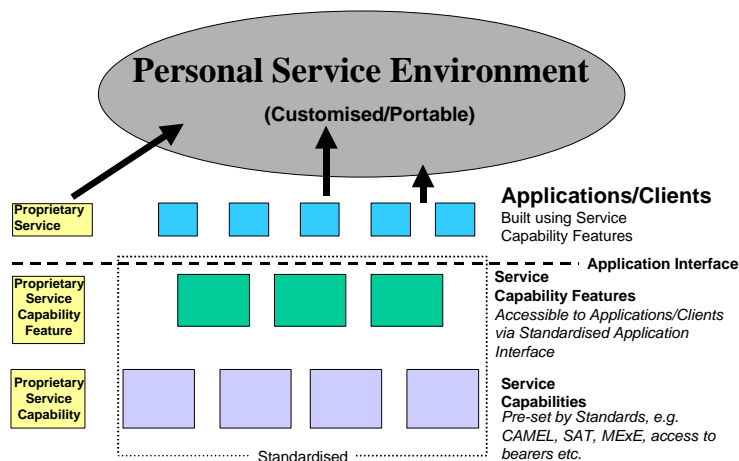 Personal Service Environment
(Customised/Portable)
Proprietary
Service
Applications/Clients
Built using Service
Capability Features
Application Interface
Proprietary
Service
Capability
Feature
Service
Capability Features
Accessible to Applications/Clients
via Standardised Application
Interface
Proprietary
Service
Capability
Service
Capabilities
Pre-set by Standards, e.g.
CAMEL, SAT, MExE, access to
bearers etc.
Standardised